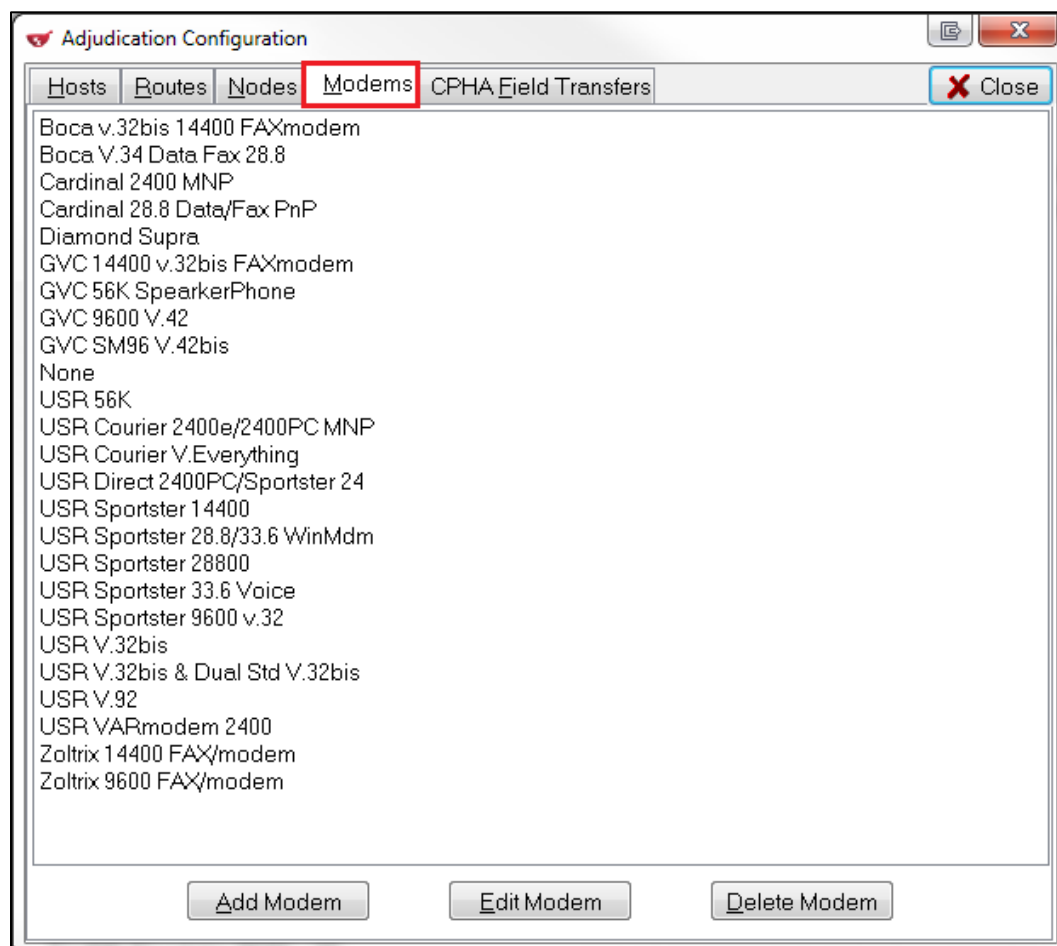 Adjudication Configuration
Hosts Routes Nodes Modems CPHA Field Transfers X Close
Boca v.32bis 14400 FAXmodem
Boca V.34 Data Fax 28.8
Cardinal 2400 MNP
Cardinal 28.8 Data/Fax PnP
Diamond Supra
GVC 14400 v.32bis FAXmodem
GVC 56K SpearkerPhone
GVC 9600 V.42
GVC SM96 V.42bis
None
USR 56K
USR Courier 2400e/2400PC MNP
USR Courier V.Everything
USR Direct 2400PC/Sportster 24
USR Sportster 14400
USR Sportster 28.8/33.6 WinMdm
USR Sportster 28800
USR Sportster 33.6 Voice
USR Sportster 9600 v.32
USR V.32bis
USR V.32bis & Dual Std V.32bis
USR V.92
USR VARmodem 2400
Zoltrix 14400 FAX/modem
Zoltrix 9600 FAX/modem
Add Modem Edit Modem Delete Modem